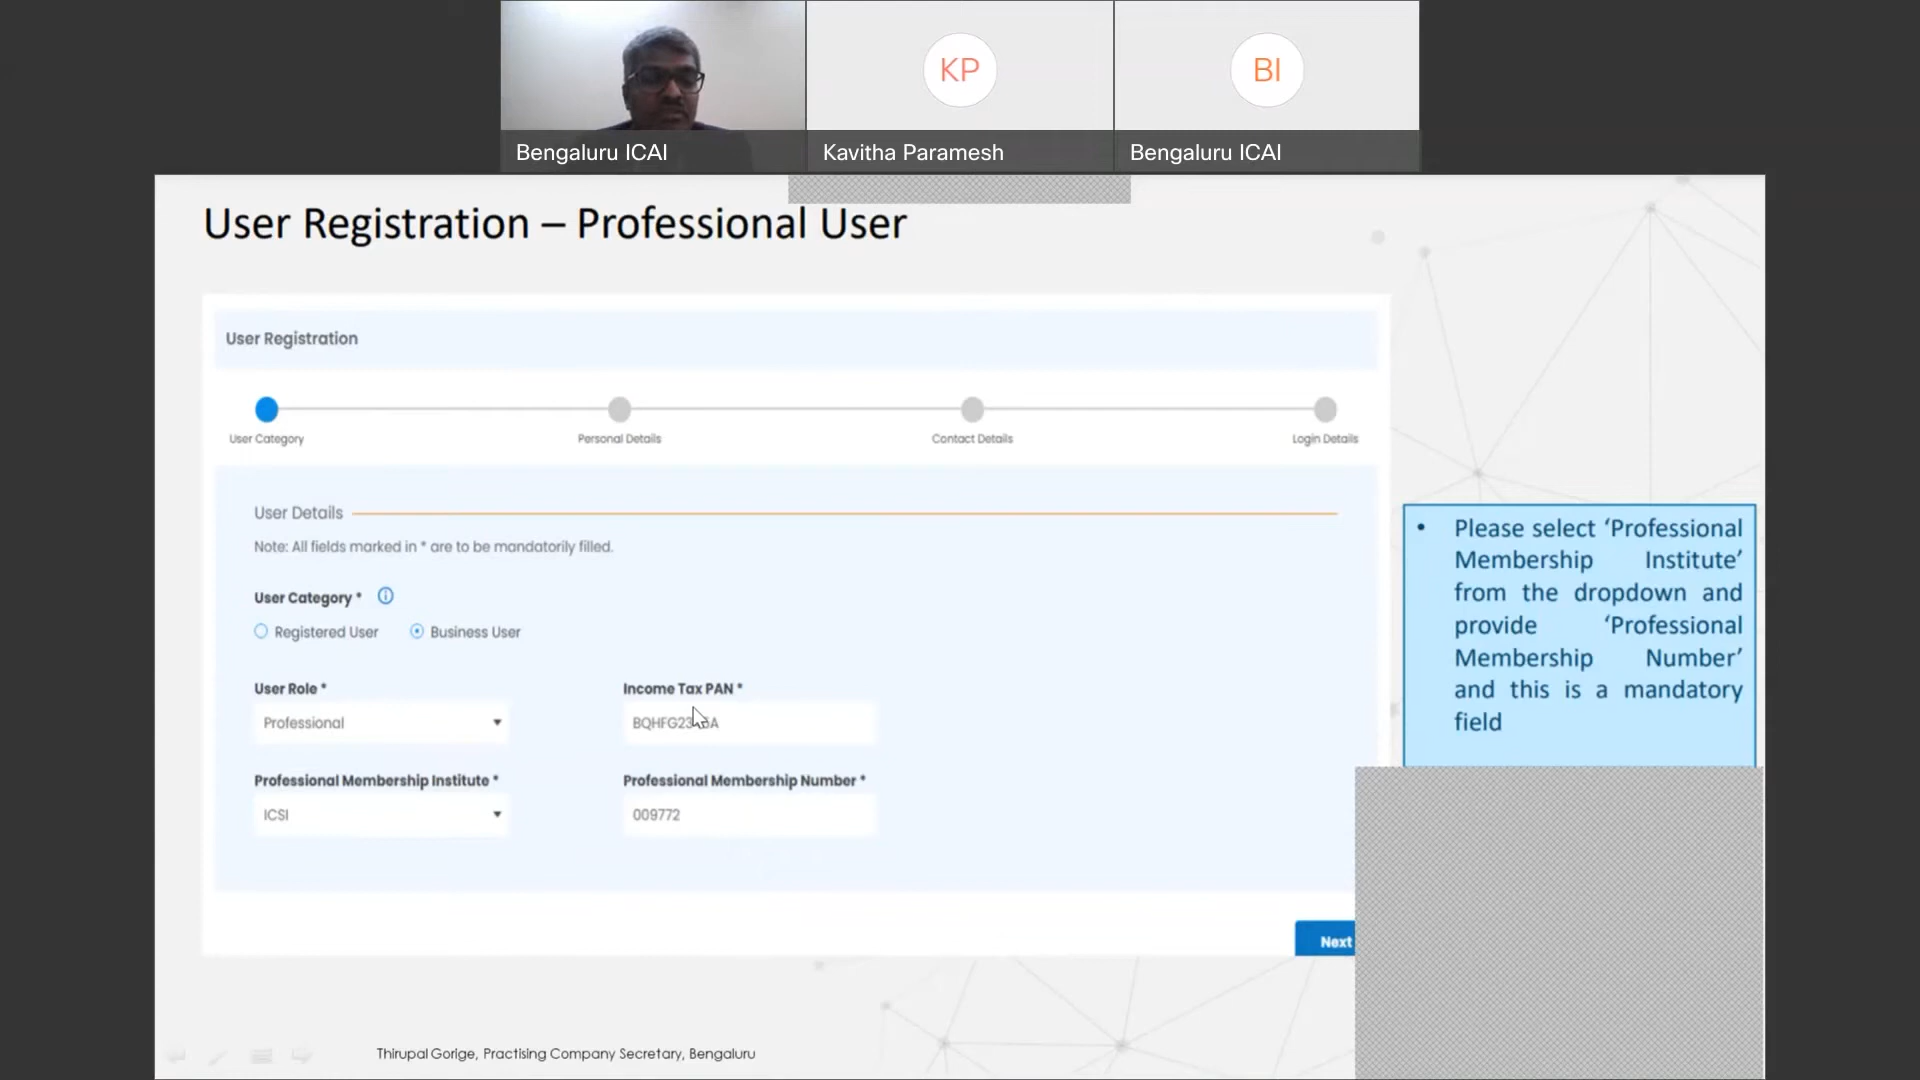 KP
BI
Bengaluru ICAI
Kavitha Paramesh
Bengaluru ICAI
User Registration – Professional User
User Registration
User Category
Personal Details
Contact Details
Login Details
User Details
Note: All fields marked in * are to be mandatorily filled.
User Category *
Registered User
Business User
User Role *
Income Tax PAN *
Professional
Professional Membership Institute *
Professional Membership Number *
ICSI
009772
Next
• Please select ‘Professional
Membership Institute’
from the dropdown and
provide ‘Professional
Membership Number’
and this is a mandatory
field
Thirupal Gorige, Practising Company Secretary, Bengaluru